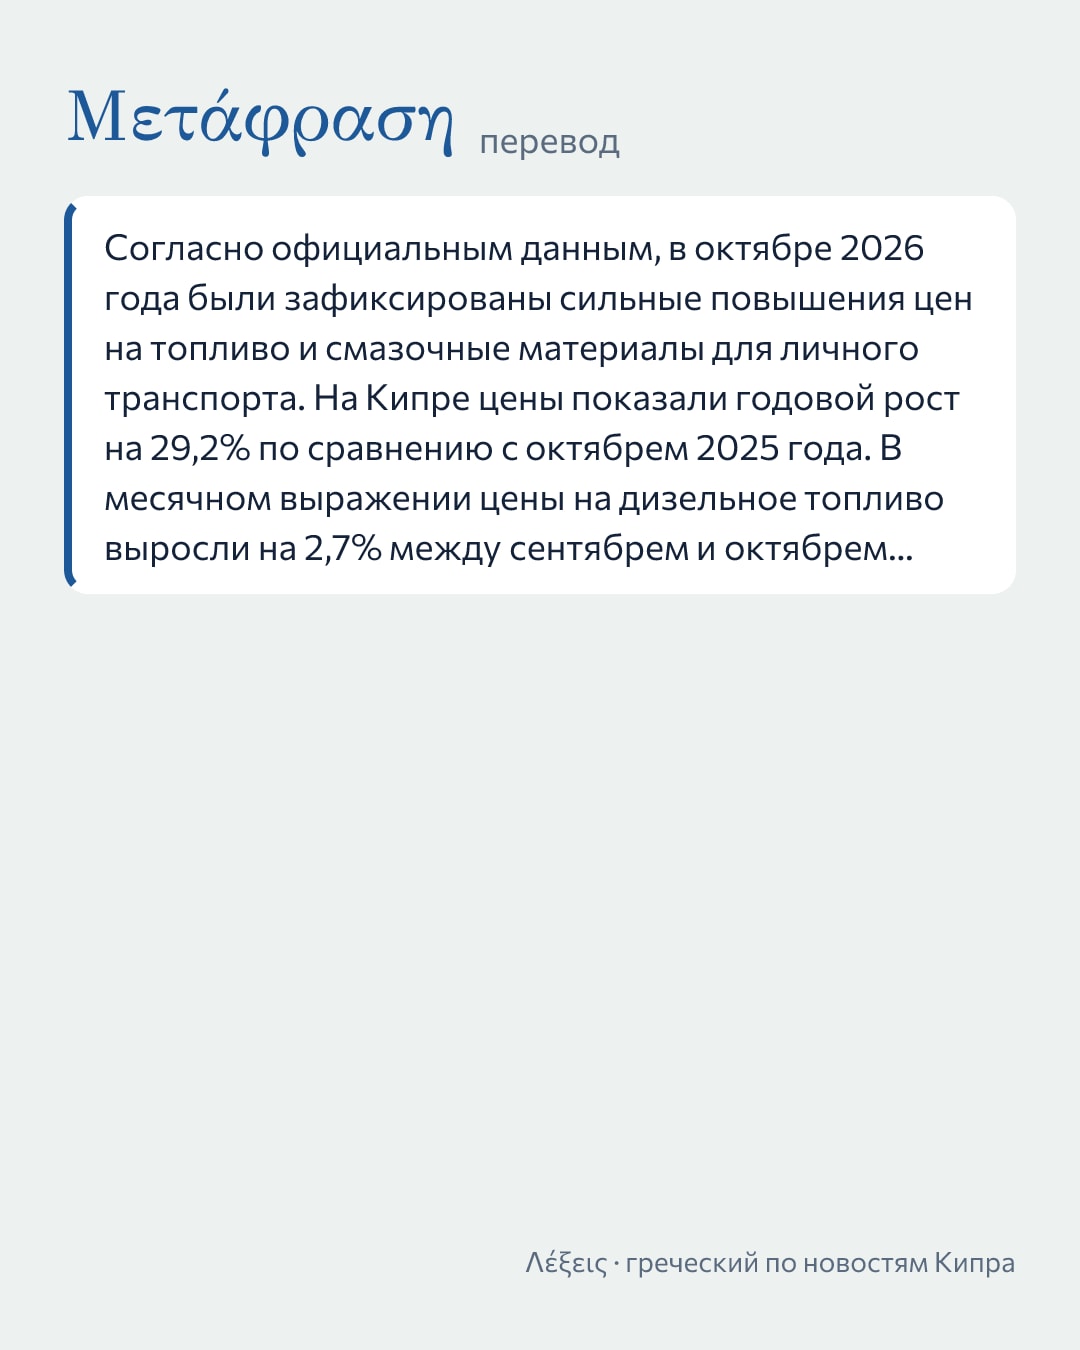 Μετάφραση перевод
Согласно официальным данным, в октябре 2026
года были зафиксированы сильные повышения цен
на топливо и смазочные материалы для личного
транспорта. На Кипре цены показали годовой рост
на 29,2% по сравнению с октябрем 2025 года. В
месячном выражении цены на дизельное топливо
выросли на 2,7% между сентябрем и октябрем...
Λέξεις · греческий по новостям Кипра